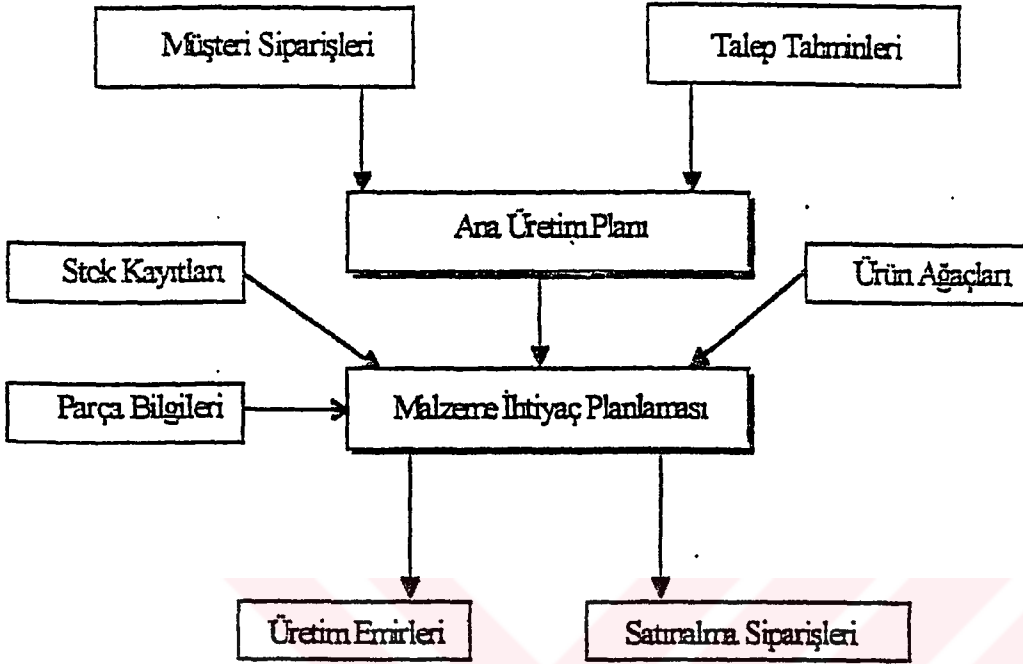 Müşteri Siparişleri
Talep Tahminleri
Ana Üretim Planı
Stok Kayıtları
Ürün Ağaçları
Parça Bilgileri
Malzeme İhtiyaç Planlaması
Üretim Emirleri
Satınalma Siparişleri